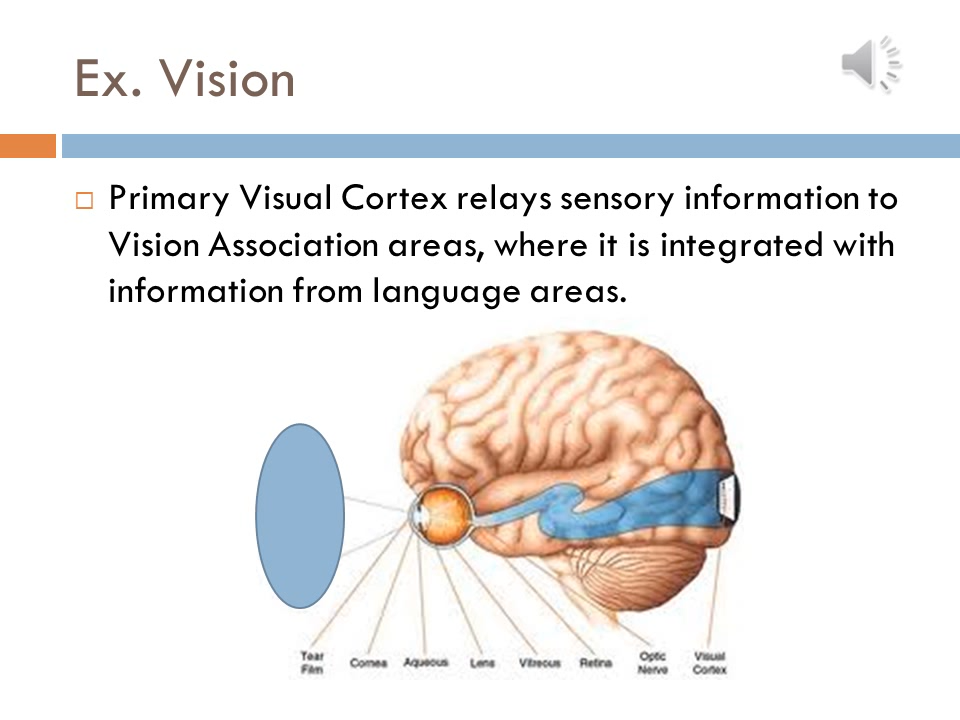 Ex. Vision
Primary Visual Cortex relays sensory information to
Vision Association areas, where it is integrated with
information from language areas.
Tear Film
Cornea
Aqueous
Lens
Vitreous
Retina
Optic Nerve
Visual Cortex